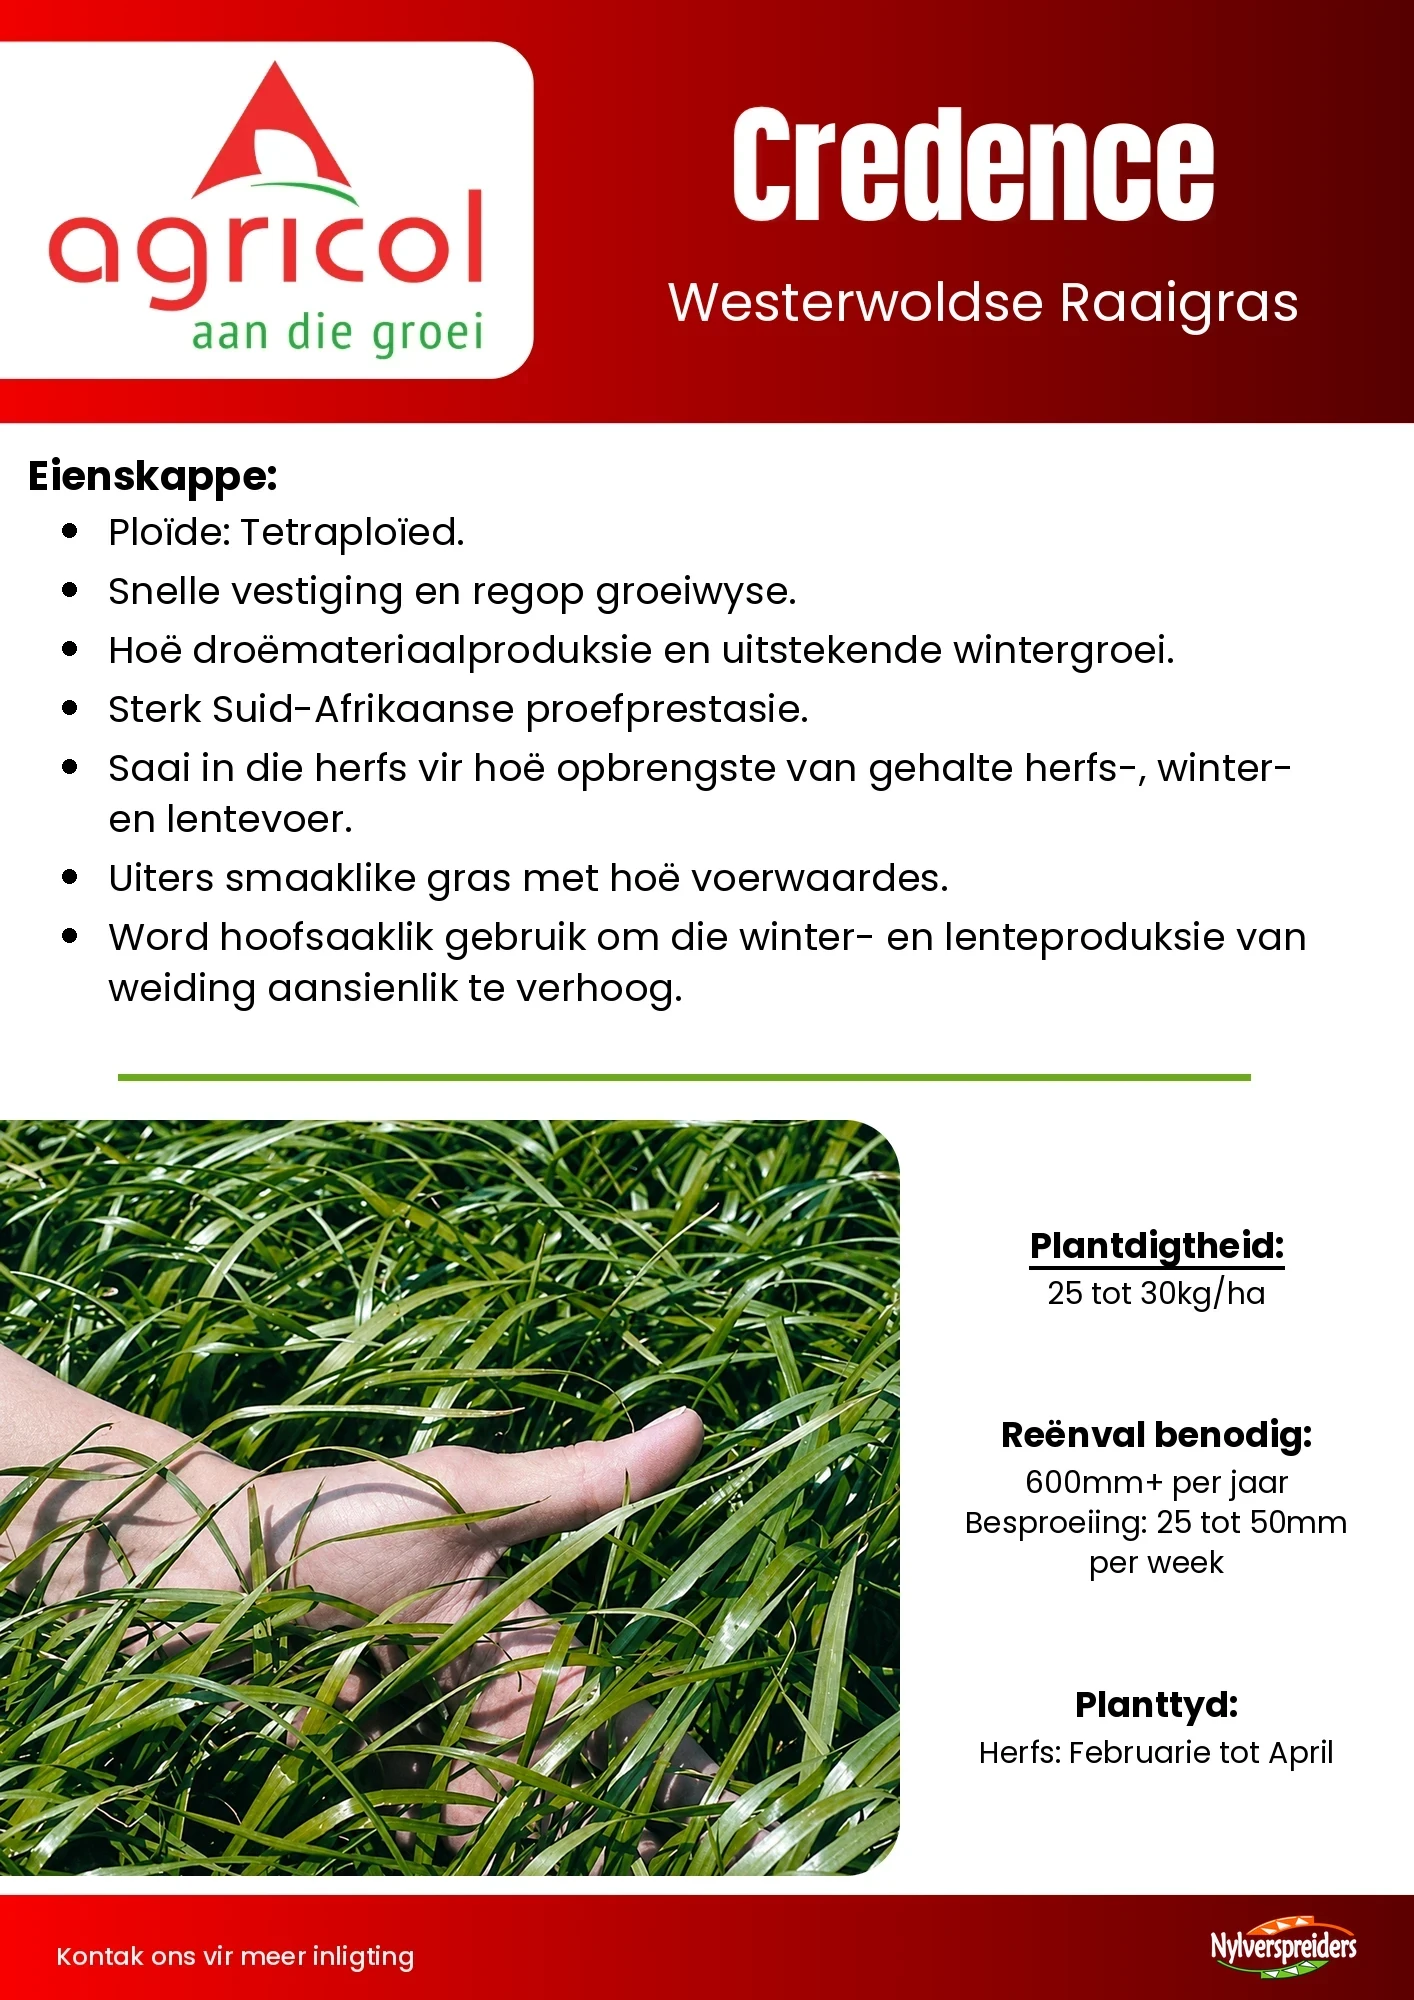 agricol
aan die groei
Credence
Westerwoldse Raaigras
Eienskappe:
Ploïde: Tetraploïed.
Snelle vestiging en regop groeiwyse.
Hoë droëmateriaalproduksie en uitstekende wintergroei.
Sterk Suid-Afrikaanse proefprestasie.
Saai in die herfs vir hoë opbrengste van gehalte herfs-, winter-
en lentevoer.
Uiters smaaklike gras met hoë voerwaardes.
Word hoofsaaklik gebruik om die winter- en lenteproduksie van
weiding aansienlik te verhoog.
Plantdigtheid:
25 tot 30kg/ha
Reënval benodig:
600mm+ per jaar
Besproeiing: 25 tot 50mm
per week
Planttyd:
Herfs: Februarie tot April
Kontak ons vir meer inligting
Nylverspreiders